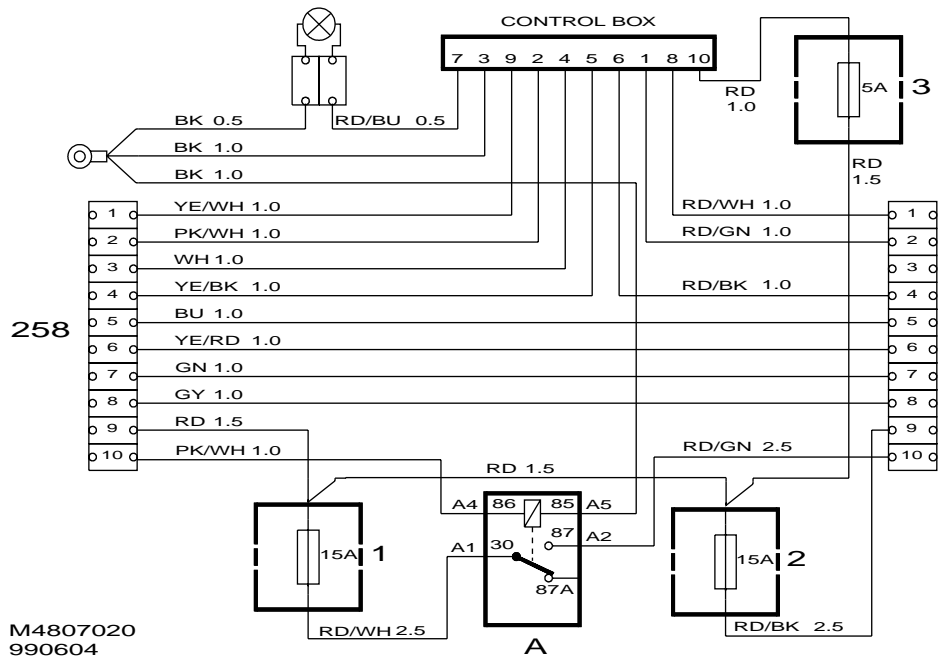 CONTROL BOX
7 3 9 2 4 5 6 1 8 10
RD
1.0
5A
3
BK 0.5
RD/BU 0.5
BK 1.0
BK 1.0
RD
1.5
1 YE/WH 1.0
RD/WH 1.0 1
2 PK/WH 1.0
RD/GN 1.0 2
3 WH 1.0
3
4 YE/BK 1.0
RD/BK 1.0 4
258
5 BU 1.0
5
6 YE/RD 1.0
6
7 GN 1.0
7
8 GY 1.0
8
9 RD 1.5
9
10 PK/WH 1.0
RD/GN 2.5 10
RD 1.5
A4 86 85 A5
87 A2
A1 30
87A
15A 1
15A 2
RD/WH 2.5
RD/BK 2.5
A
M4807020
990604